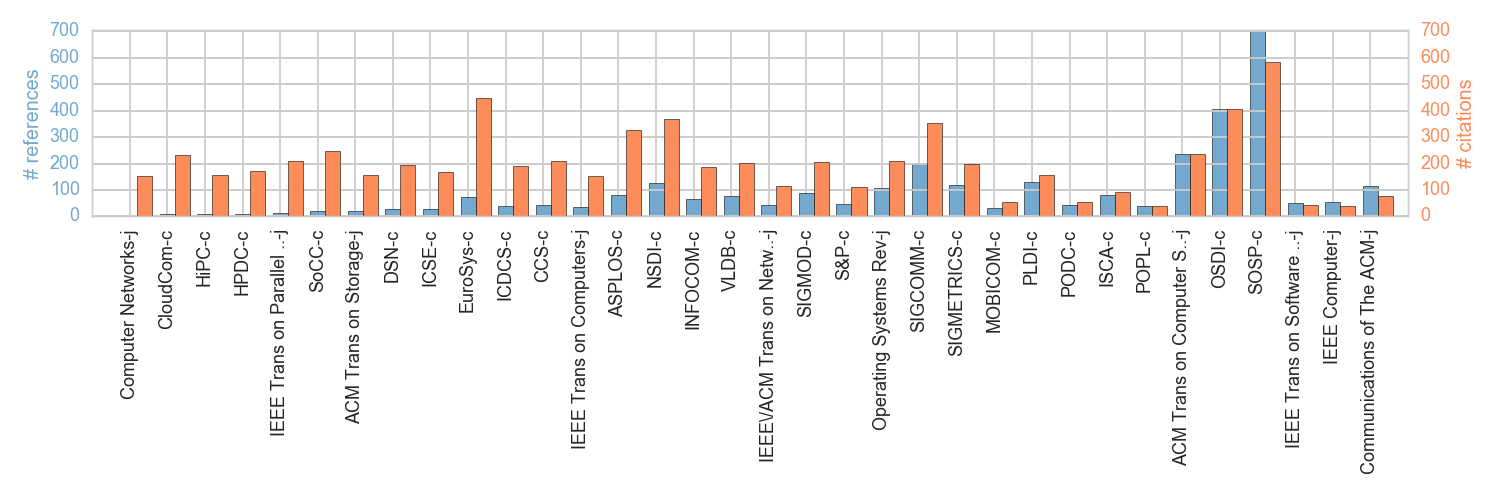 # references
700
600
500
400
300
200
100
0
700
600
500
400
300
200
100
0
# citations
Computer Networks-j
CloudCom-c
HiPC-c
HPDC-c
IEEE Trans on Parallel ..-j
SoCC-c
ACM Trans on Storage-j
DSN-c
ICSE-c
EuroSys-c
ICDCS-c
CCS-c
IEEE Trans on Computers-j
ASPLOS-c
NSDI-c
INFOCOM-c
VLDB-c
IEEE\/ACM Trans on Netw..-j
SIGMOD-c
S&P-c
Operating Systems Rev-j
SIGCOMM-c
SIGMETRICS-c
MOBICOM-c
PLDI-c
PODC-c
ISCA-c
POPL-c
ACM Trans on Computer S..-j
OSDI-c
SOSP-c
IEEE Trans on Software ..-j
IEEE Computer-j
Communications of The ACM-j